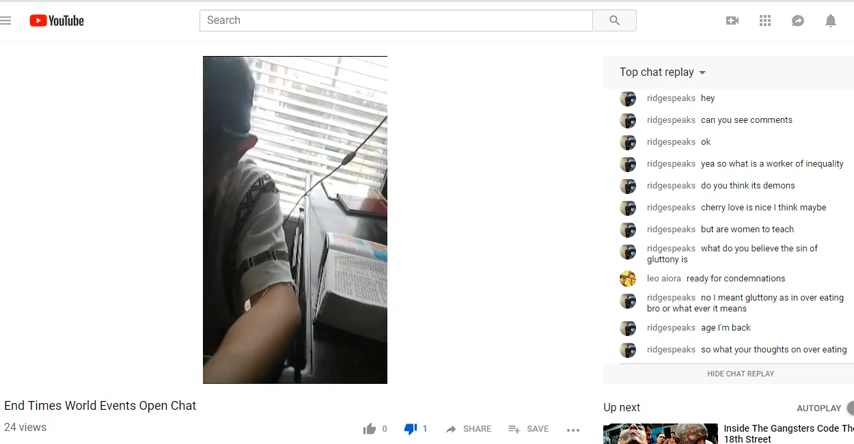 YouTube
Search
Top chat replay
ridgespeaks hey
ridgespeaks can you see comments
ridgespeaks ok
ridgespeaks yea so what is a worker of inequality
ridgespeaks do you think its demons
ridgespeaks cherry love is nice I think maybe
ridgespeaks but are women to teach
ridgespeaks what do you believe the sin of
gluttony is
leo aiora ready for condemnations
ridgespeaks no I meant gluttony as in over eating
bro or what ever it means
ridgespeaks age I'm back
ridgespeaks so what your thoughts on over eating
HIDE CHAT REPLAY
End Times World Events Open Chat
24 views
0
1
SHARE
SAVE
Up next
AUTOPLAY
Inside The Gangsters Code The
18th Street